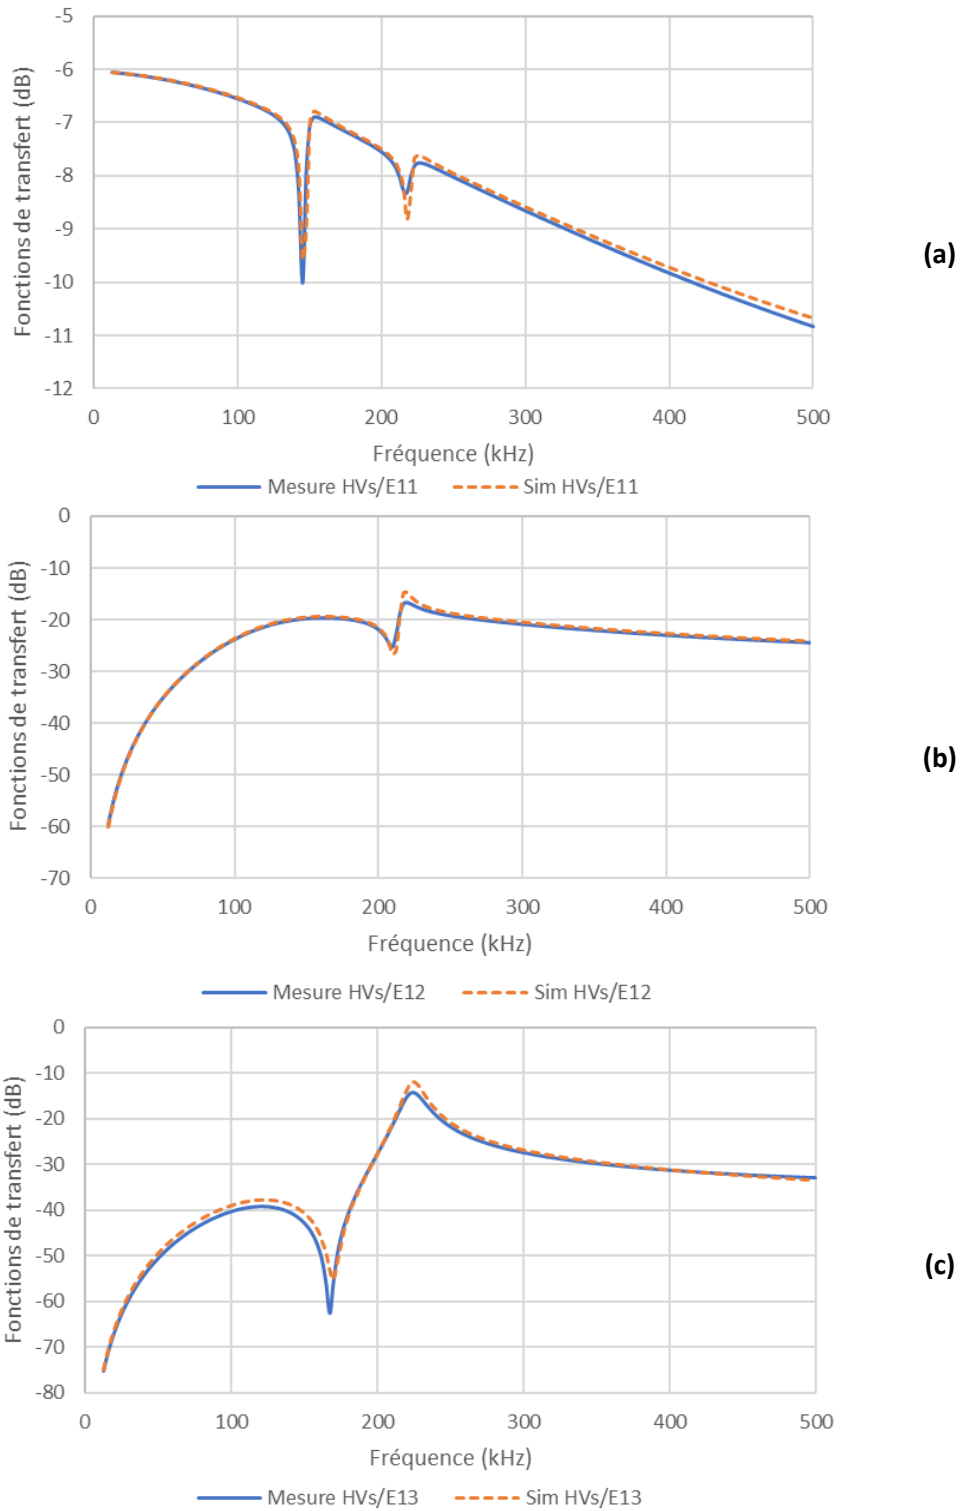 -5
-6
-7
-8
-9
-10
-11
-12
Fonctions de transfert (dB)
0 100 200 300 400 500
Fréquence (kHz)
Mesure HVs/E11 Sim HVs/E11
(a)
0
-10
-20
-30
-40
-50
-60
-70
Fonctions de transfert (dB)
0 100 200 300 400 500
Fréquence (kHz)
Mesure HVs/E12 Sim HVs/E12
(b)
0
-10
-20
-30
-40
-50
-60
-70
-80
Fonctions de transfert (dB)
0 100 200 300 400 500
Fréquence (kHz)
Mesure HVs/E13 Sim HVs/E13
(c)